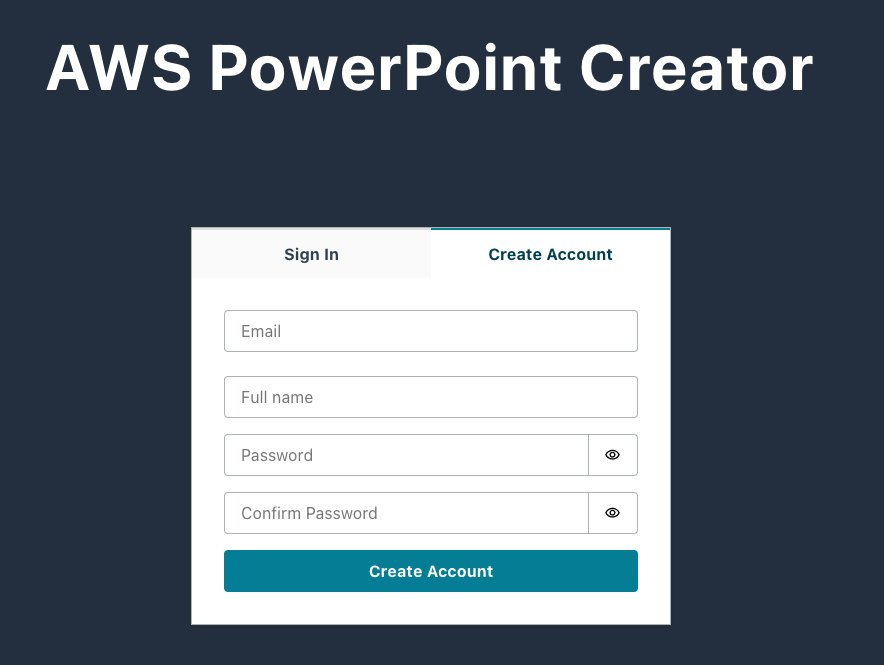 AWS PowerPoint Creator
Sign In
Create Account
Email
Full name
Password
Confirm Password
Create Account